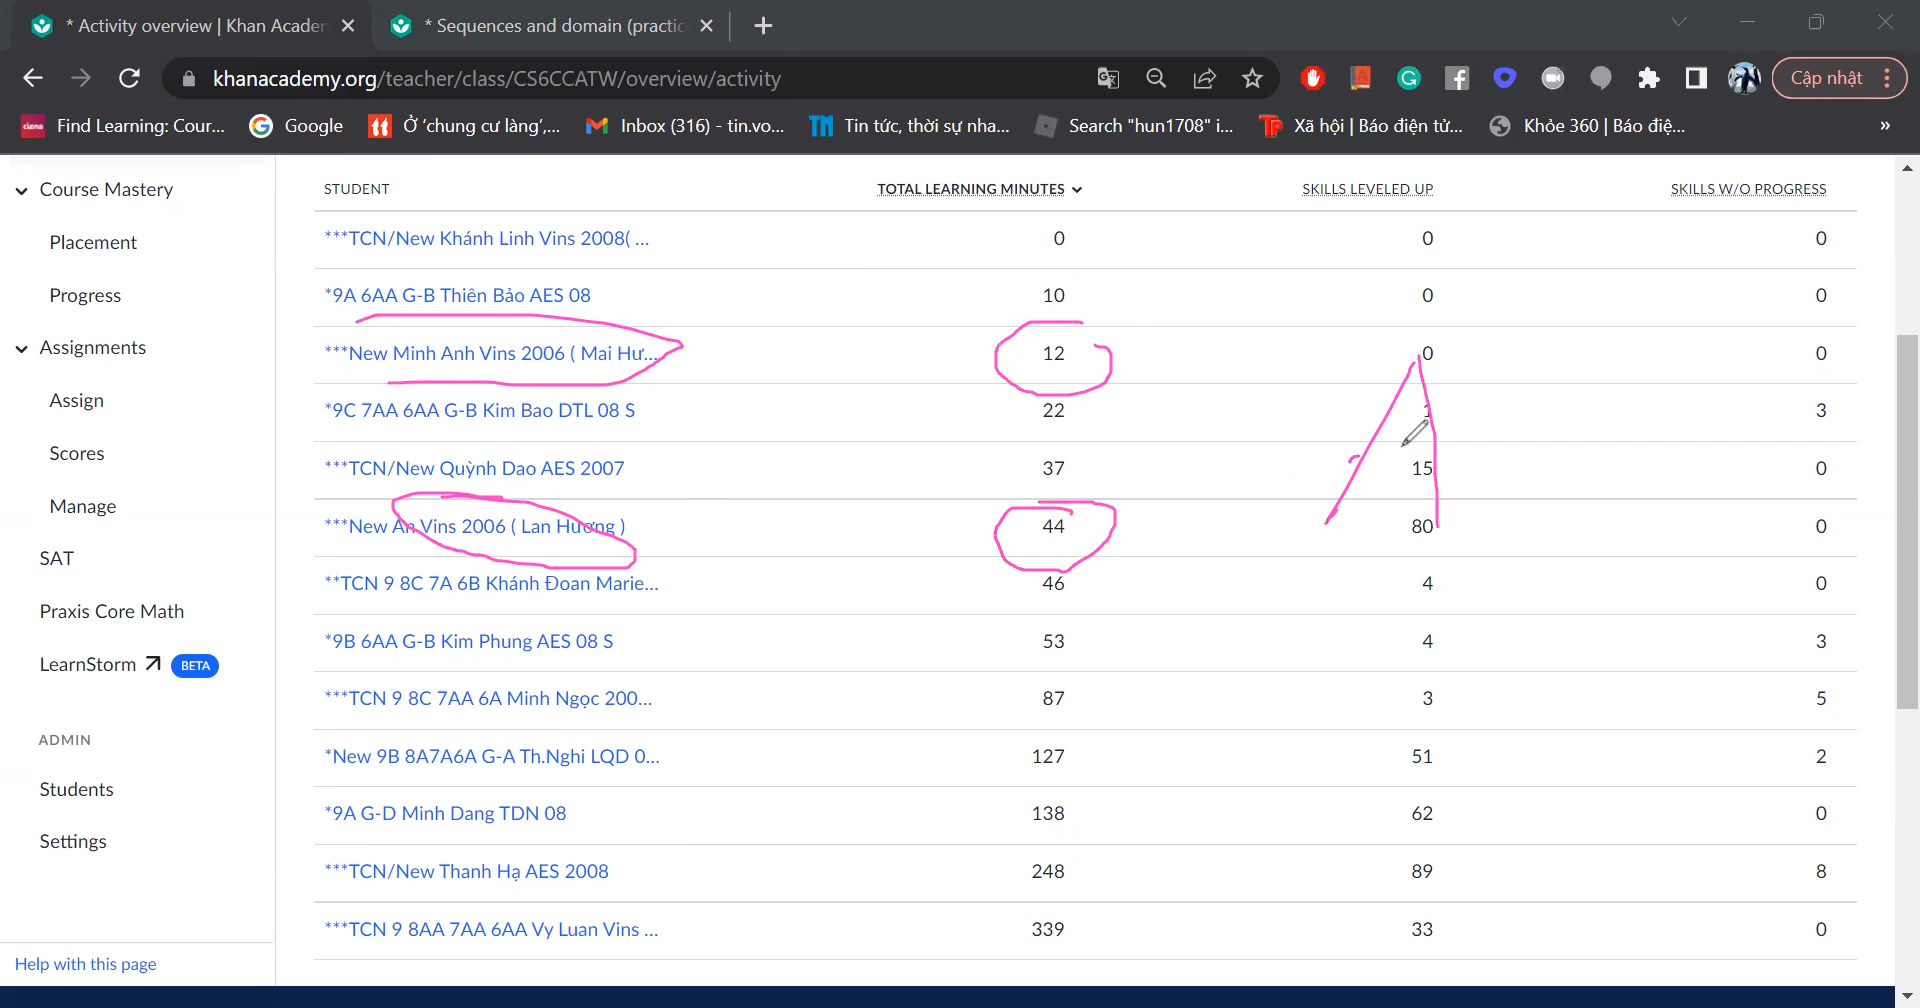 * Activity overview | Khan Acader
* Sequences and domain (practic
khanacademy.org/teacher/class/CS6CCATW/overview/activity
Cập nhật
ciena
Find Learning: Cour...
Google
Ở 'chung cư làng',...
Inbox (316) - tin.vo...
TN
Tin tức, thời sự nha...
Search "hun1708" i...
Xã hội | Báo điện tử...
Khỏe 360 | Báo điệ...
»
Course Mastery
Placement
Progress
Assignments
Assign
Scores
Manage
SAT
Praxis Core Math
LearnStorm BETA
ADMIN
Students
Settings
Help with this page
STUDENT TOTAL LEARNING MINUTES SKILLS LEVELED UP SKILLS W/O PROGRESS
***TCN/New Khánh Linh Vins 2008( ... 0 0 0
*9A 6AA G-B Thiên Bảo AES 08 10 0 0
***New Minh Anh Vins 2006 ( Mai Hư... 12 0 0
*9C 7AA 6AA G-B Kim Bao DTL 08 S 22 1 3
***TCN/New Quỳnh Dao AES 2007 37 15 0
***New An Vins 2006 ( Lan Hương ) 44 80 0
**TCN 9 8C 7A 6B Khánh Đoan Marie... 46 4 0
*9B 6AA G-B Kim Phung AES 08 S 53 4 3
***TCN 9 8C 7AA 6A Minh Ngọc 200... 87 3 5
*New 9B 8A7A6A G-A Th.Nghi LQD 0... 127 51 2
*9A G-D Minh Dang TDN 08 138 62 0
***TCN/New Thanh Hạ AES 2008 248 89 8
***TCN 9 8AA 7AA 6AA Vy Luan Vins ... 339 33 0